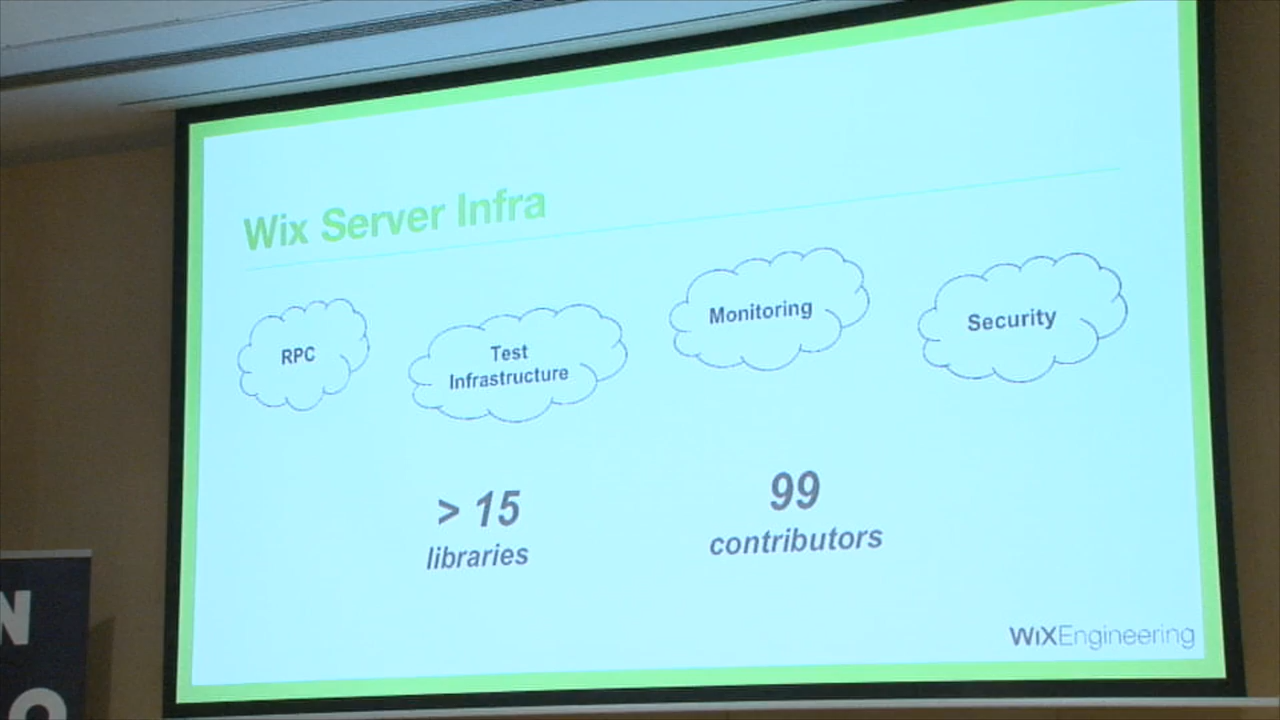 Wix Server Infra
RPC
Test
Infrastructure
Monitoring
Security
> 15
libraries
99
contributors
WiXEngineering
N
O